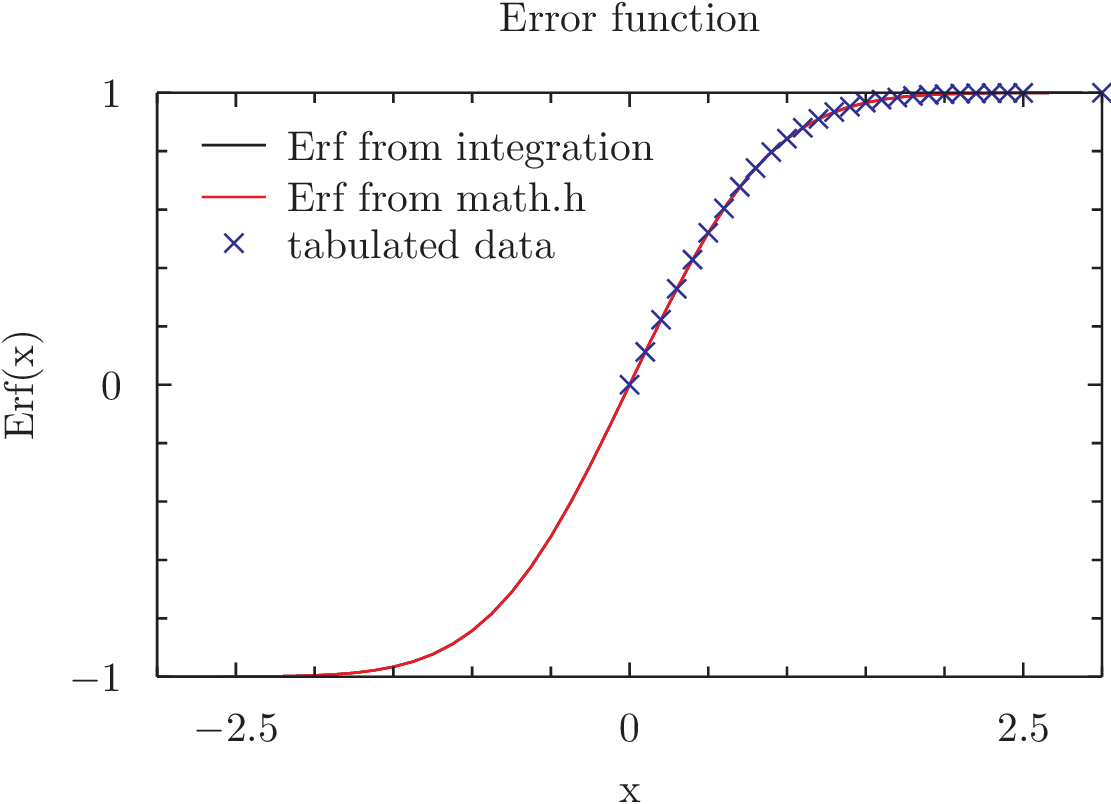 Error function
1
Erf from integration
Erf from math.h
tabulated data
Erf(x)
0
−1
−2.5
0
2.5
x